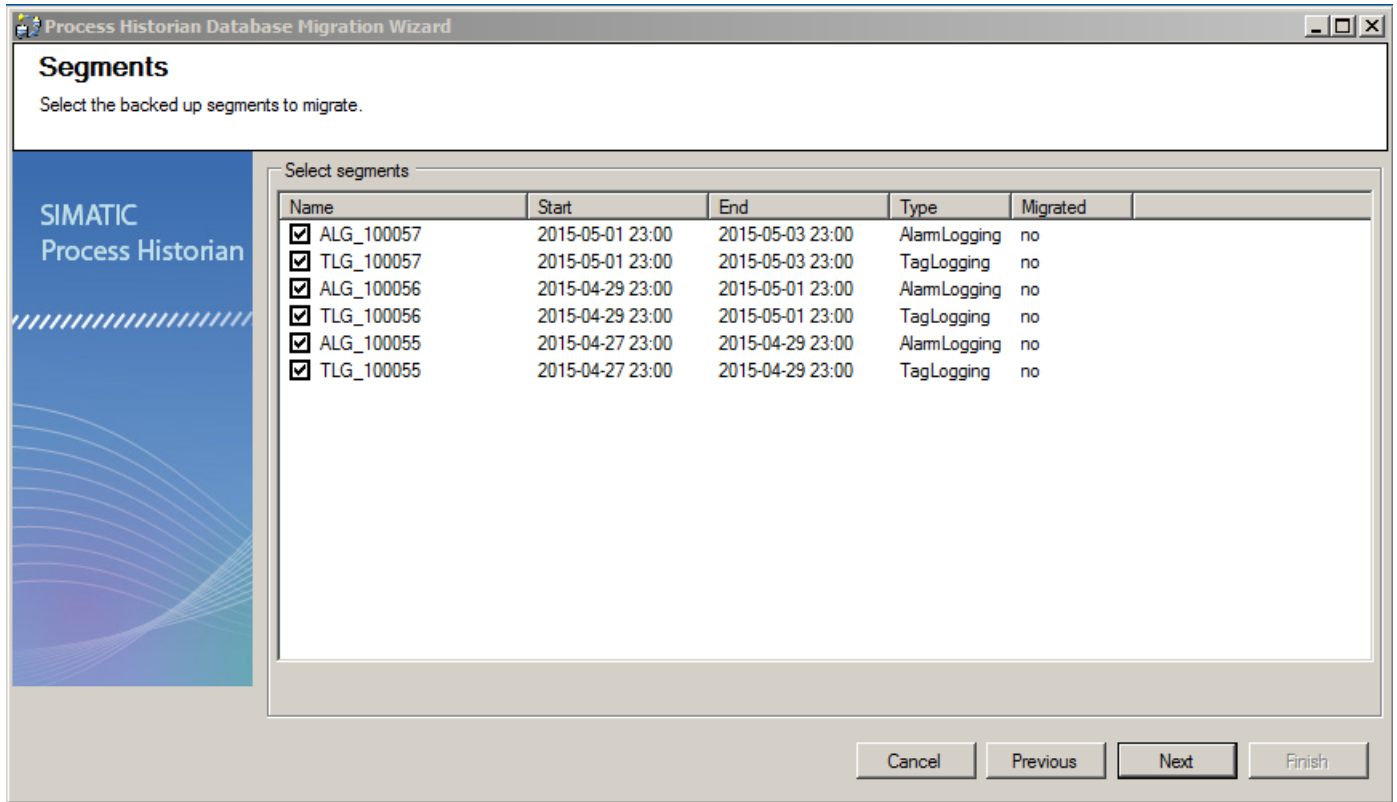 Process Historian Database Migration Wizard
Segments
Select the backed up segments to migrate.
SIMATIC
Process Historian
Select segments
Name Start End Type Migrated
ALG_100057 2015-05-01 23:00 2015-05-03 23:00 AlarmLogging no
TLG_100057 2015-05-01 23:00 2015-05-03 23:00 TagLogging no
ALG_100056 2015-04-29 23:00 2015-05-01 23:00 AlarmLogging no
TLG_100056 2015-04-29 23:00 2015-05-01 23:00 TagLogging no
ALG_100055 2015-04-27 23:00 2015-04-29 23:00 AlarmLogging no
TLG_100055 2015-04-27 23:00 2015-04-29 23:00 TagLogging no
Cancel Previous Next Finish